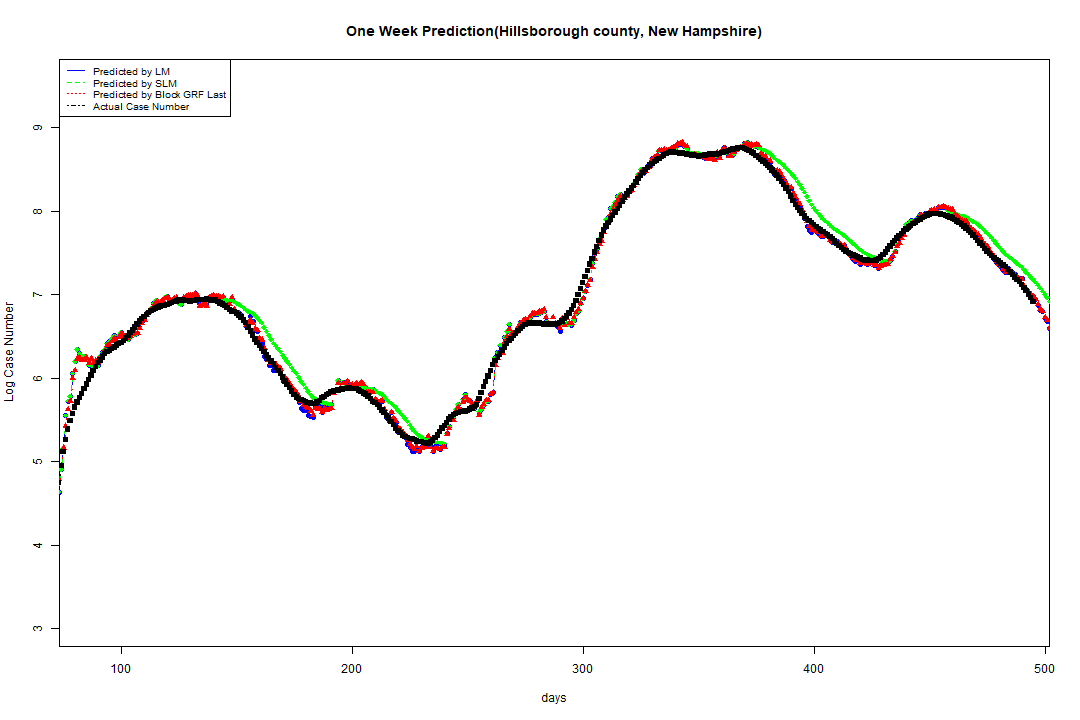 One Week Prediction(Hillsborough county, New Hampshire)
Predicted by LM
Predicted by SLM
Predicted by Block GRF Last
Actual Case Number
9
8
7
6
5
4
3
Log Case Number
100 200 300 400 500
days